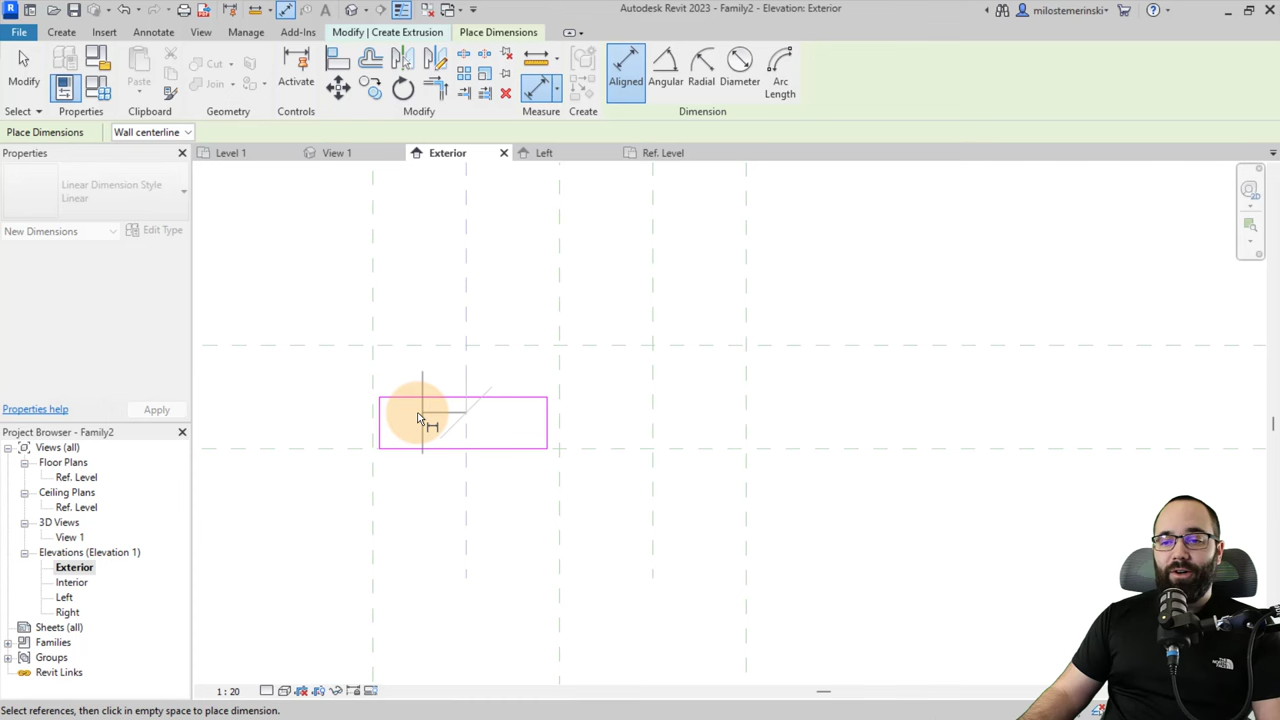 Autodesk Revit 2023 - Family2 - Elevation: Exterior
milostemerinski
File Create Insert Annotate View Manage Add-Ins Modify | Create Extrusion Place Dimensions
Modify
Paste
Cut
Join
Activate
Aligned Angular Radial Diameter Arc Length
Select Properties Clipboard Geometry Controls Modify Measure Create Dimension
Place Dimensions Wall centerline
Properties
Level 1 View 1 Exterior Left Ref. Level
Linear Dimension Style
Linear
New Dimensions Edit Type
Properties help Apply
Project Browser - Family2
Views (all)
Floor Plans
Ref. Level
Ceiling Plans
Ref. Level
3D Views
View 1
Elevations (Elevation 1)
Exterior
Interior
Left
Right
Sheets (all)
Families
Groups
Revit Links
1 : 20
Select references, then click in empty space to place dimension.